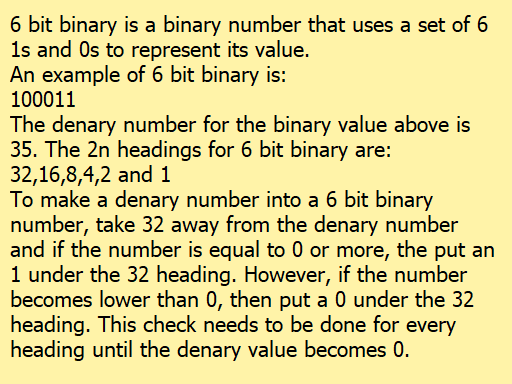 6 bit binary is a binary number that uses a set of 6
1s and 0s to represent its value.
An example of 6 bit binary is:
100011
The denary number for the binary value above is
35. The 2n headings for 6 bit binary are:
32,16,8,4,2 and 1
To make a denary number into a 6 bit binary
number, take 32 away from the denary number
and if the number is equal to 0 or more, the put an
1 under the 32 heading. However, if the number
becomes lower than 0, then put a 0 under the 32
heading. This check needs to be done for every
heading until the denary value becomes 0.